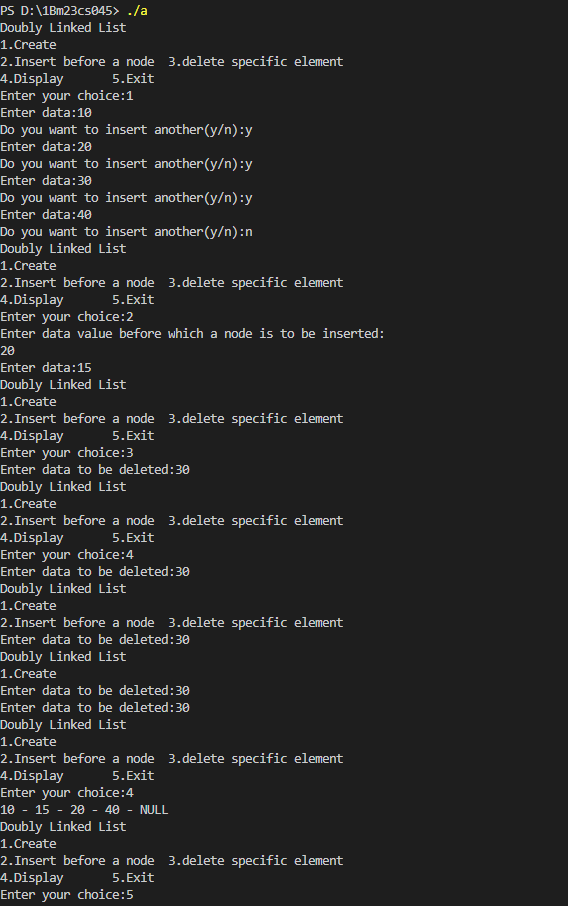 PS D:\1Bm23cs045> ./a
Doubly Linked List
1.Create
2.Insert before a node  3.delete specific element
4.Display       5.Exit
Enter your choice:1
Enter data:10
Do you want to insert another(y/n):y
Enter data:20
Do you want to insert another(y/n):y
Enter data:30
Do you want to insert another(y/n):y
Enter data:40
Do you want to insert another(y/n):n
Doubly Linked List
1.Create
2.Insert before a node  3.delete specific element
4.Display       5.Exit
Enter your choice:2
Enter data value before which a node is to be inserted:
20
Enter data:15
Doubly Linked List
1.Create
2.Insert before a node  3.delete specific element
4.Display       5.Exit
Enter your choice:3
Enter data to be deleted:30
Doubly Linked List
1.Create
2.Insert before a node  3.delete specific element
4.Display       5.Exit
Enter your choice:4
Enter data to be deleted:30
Doubly Linked List
1.Create
2.Insert before a node  3.delete specific element
Enter data to be deleted:30
Doubly Linked List
1.Create
Enter data to be deleted:30
Enter data to be deleted:30
Doubly Linked List
1.Create
2.Insert before a node  3.delete specific element
4.Display       5.Exit
Enter your choice:4
10 - 15 - 20 - 40 - NULL
Doubly Linked List
1.Create
2.Insert before a node  3.delete specific element
4.Display       5.Exit
Enter your choice:5